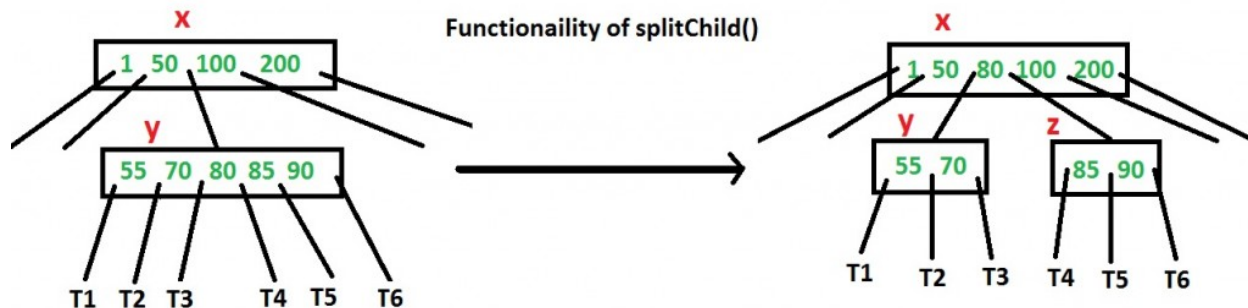 x
Functionaility of splitChild()
x
1 50 100 200
1 50 80 100 200
y
y
z
55 70 80 85 90
55 70
85 90
T1 T2 T3 T4 T5 T6
T1 T2 T3 T4 T5 T6